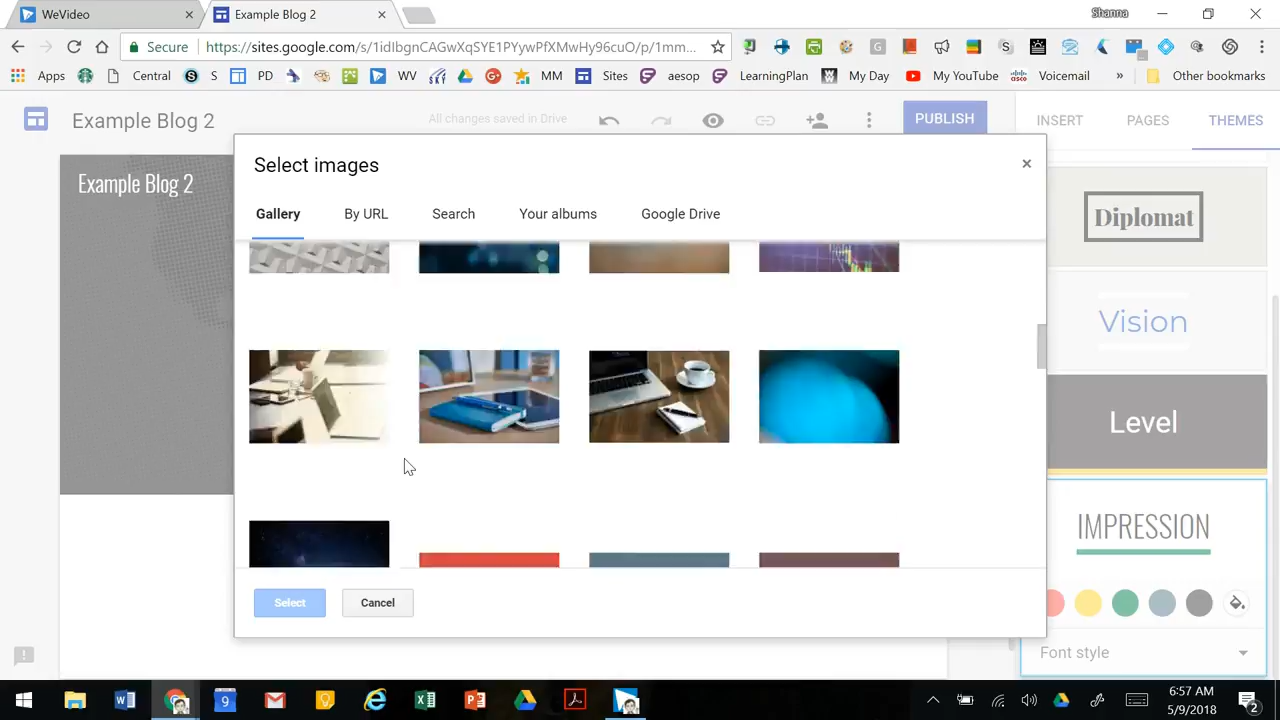 WeVideo
Example Blog 2
Shanna
Secure
https://sites.google.com/s/1idIbgnCAGwXqSYE1PYywPfXMwHy96cuO/p/1mm...
Apps
Central
S
PD
WV
MM
Sites
aesop
LearningPlan
My Day
My YouTube
Voicemail
»
Other bookmarks
Example Blog 2
All changes saved in Drive
PUBLISH
INSERT
PAGES
THEMES
Example Blog 2
Select images
Gallery
By URL
Search
Your albums
Google Drive
Select
Cancel
Diplomat
Vision
Level
IMPRESSION
Font style
6:57 AM
5/9/2018